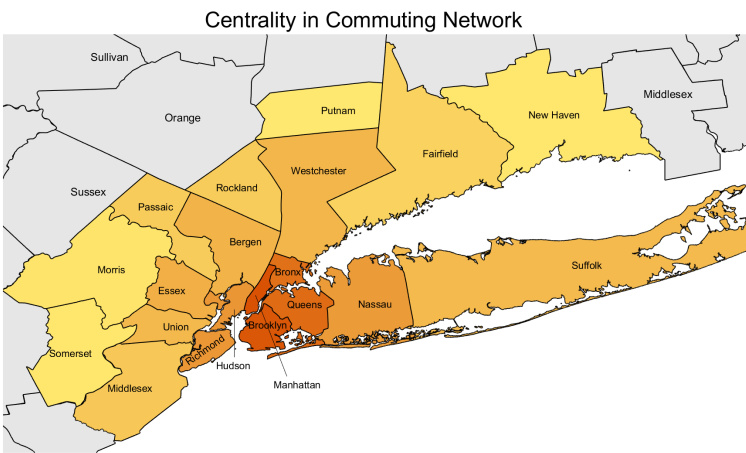 Centrality in Commuting Network
Sullivan
Middlesex
Orange
Putnam
New Haven
Fairfield
Westchester
Rockland
Sussex
Passaic
Bergen
Morris
Bronx
Suffolk
Essex
Queens
Nassau
Union
Brooklyn
Richmond
Somerset
Hudson
Manhattan
Middlesex